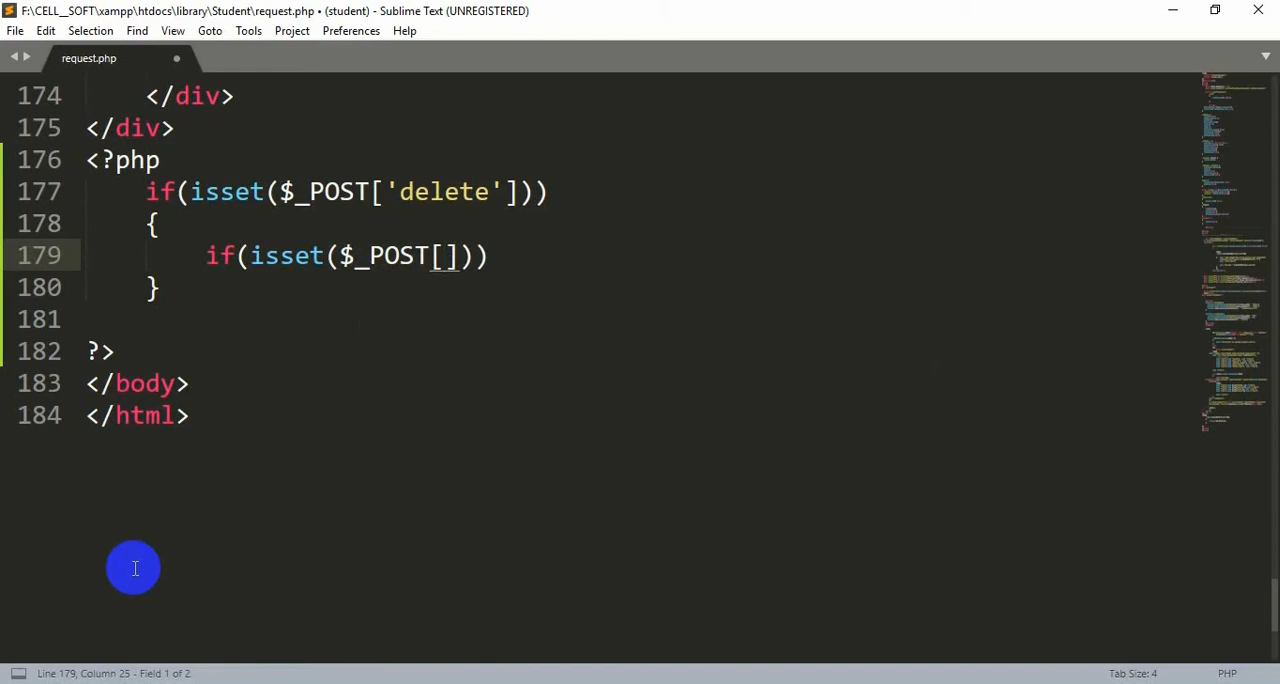 F:\CELL__SOFT\xampp\htdocs\library\Student\request.php • (student) - Sublime Text (UNREGISTERED)
File Edit Selection Find View Goto Tools Project Preferences Help
request.php
174 </div>
175 </div>
176 <?php
177 if(isset($_POST['delete']))
178 {
179 if(isset($_POST[]))
180 }
181
182 ?>
183 </body>
184 </html>
Line 179, Column 25 - Field 1 of 2 Tab Size: 4 PHP